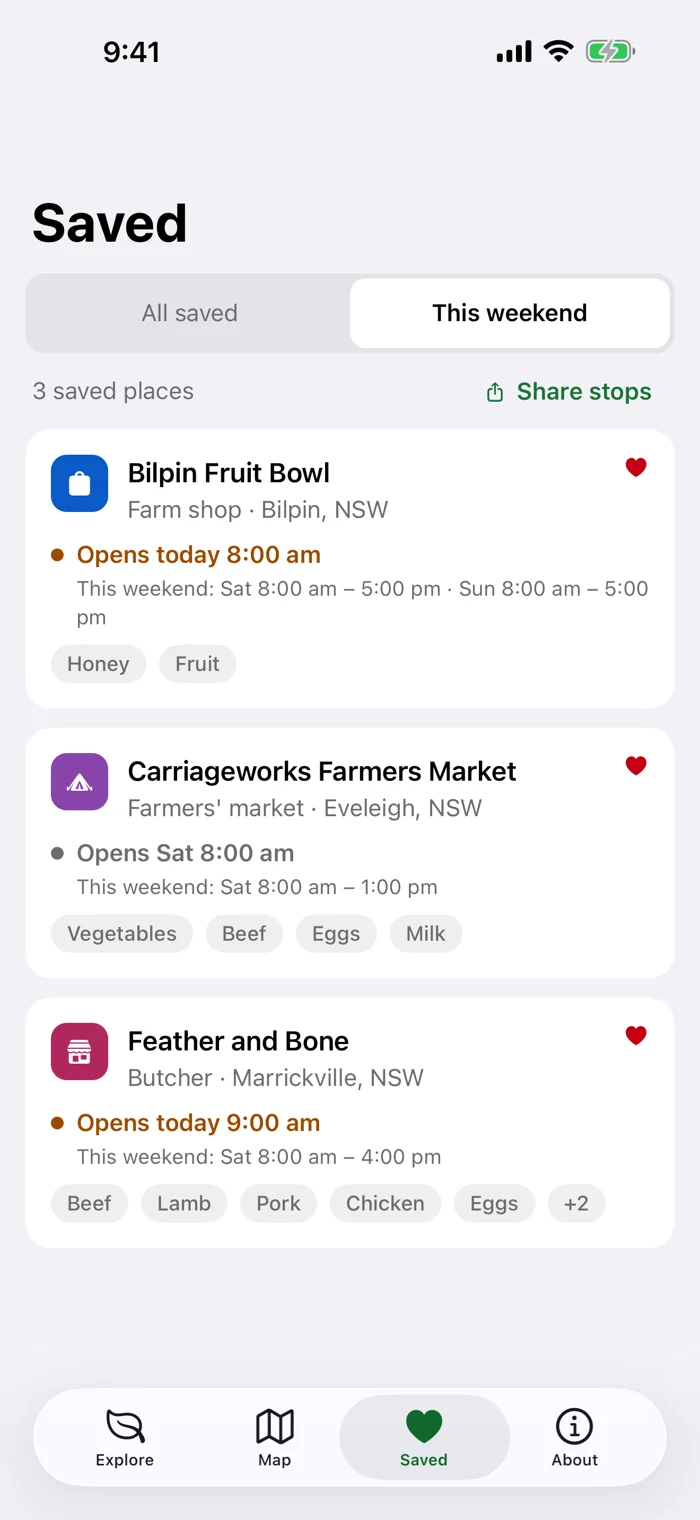 9:41
Saved
All saved
This weekend
3 saved places
Share stops
Bilpin Fruit Bowl
Farm shop · Bilpin, NSW
Opens today 8:00 am
This weekend: Sat 8:00 am – 5:00 pm · Sun 8:00 am – 5:00
pm
Honey
Fruit
Carriageworks Farmers Market
Farmers' market · Eveleigh, NSW
Opens Sat 8:00 am
This weekend: Sat 8:00 am – 1:00 pm
Vegetables
Beef
Eggs
Milk
Feather and Bone
Butcher · Marrickville, NSW
Opens today 9:00 am
This weekend: Sat 8:00 am – 4:00 pm
Beef
Lamb
Pork
Chicken
Eggs
+2
Explore
Map
Saved
About